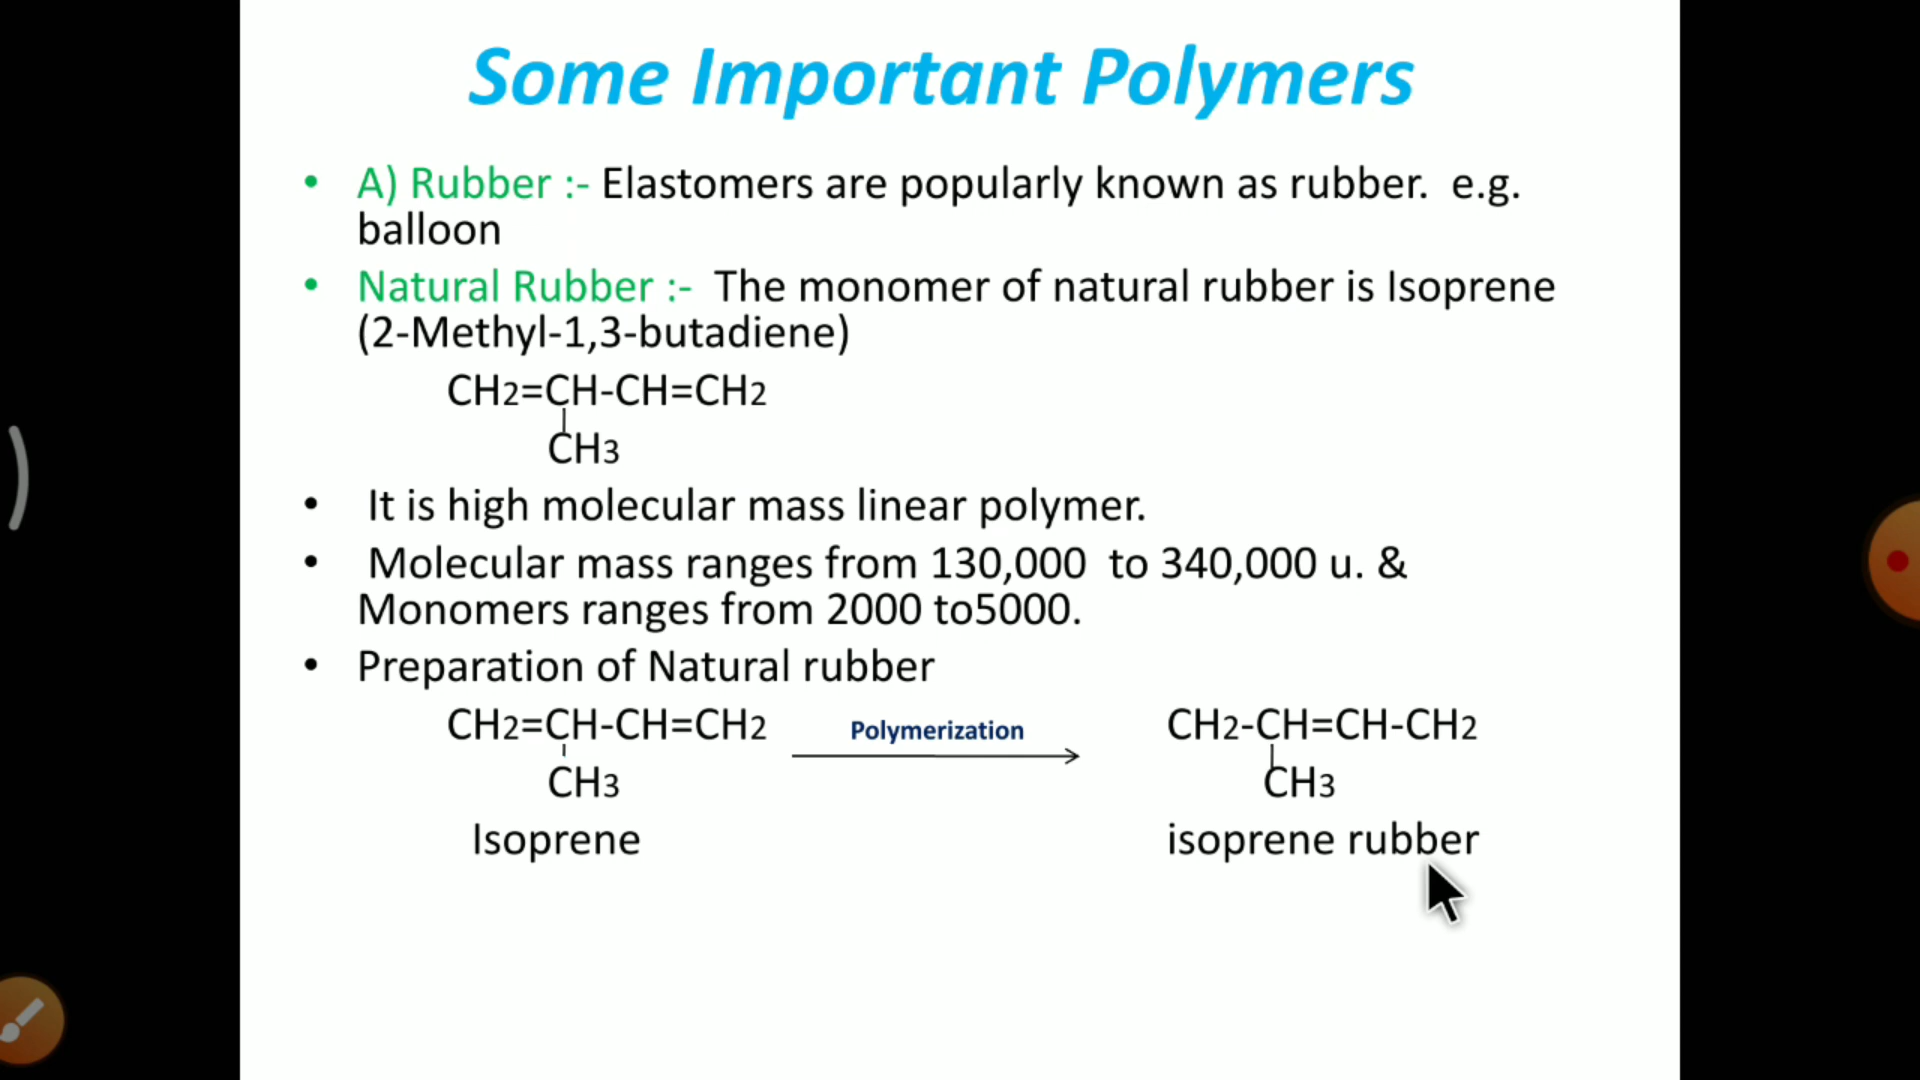 Some Important Polymers
• A) Rubber :- Elastomers are popularly known as rubber. e.g.
balloon
• Natural Rubber :- The monomer of natural rubber is Isoprene
(2-Methyl-1,3-butadiene)
CH2=CH-CH=CH2
CH3
• It is high molecular mass linear polymer.
• Molecular mass ranges from 130,000 to 340,000 u. &
Monomers ranges from 2000 to5000.
• Preparation of Natural rubber
CH2=CH-CH=CH2 Polymerization CH2-CH=CH-CH2
CH3 CH3
Isoprene isoprene rubber